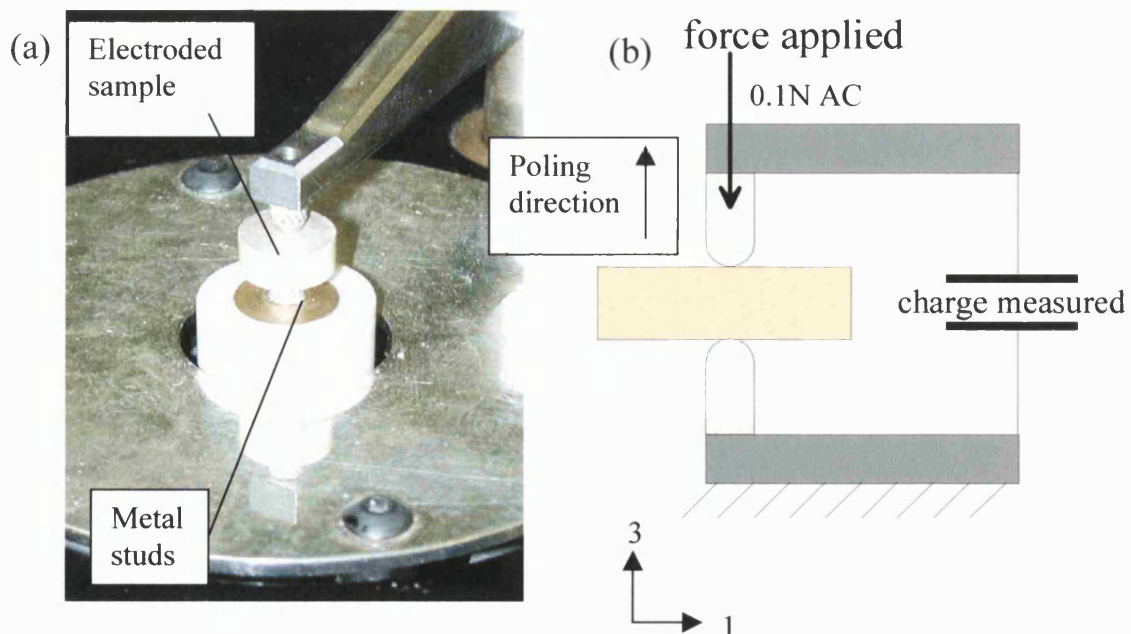 (a)
Electroded
sample
Metal
studs
(b)
force applied
0.1N AC
Poling
direction
charge measured
3
1